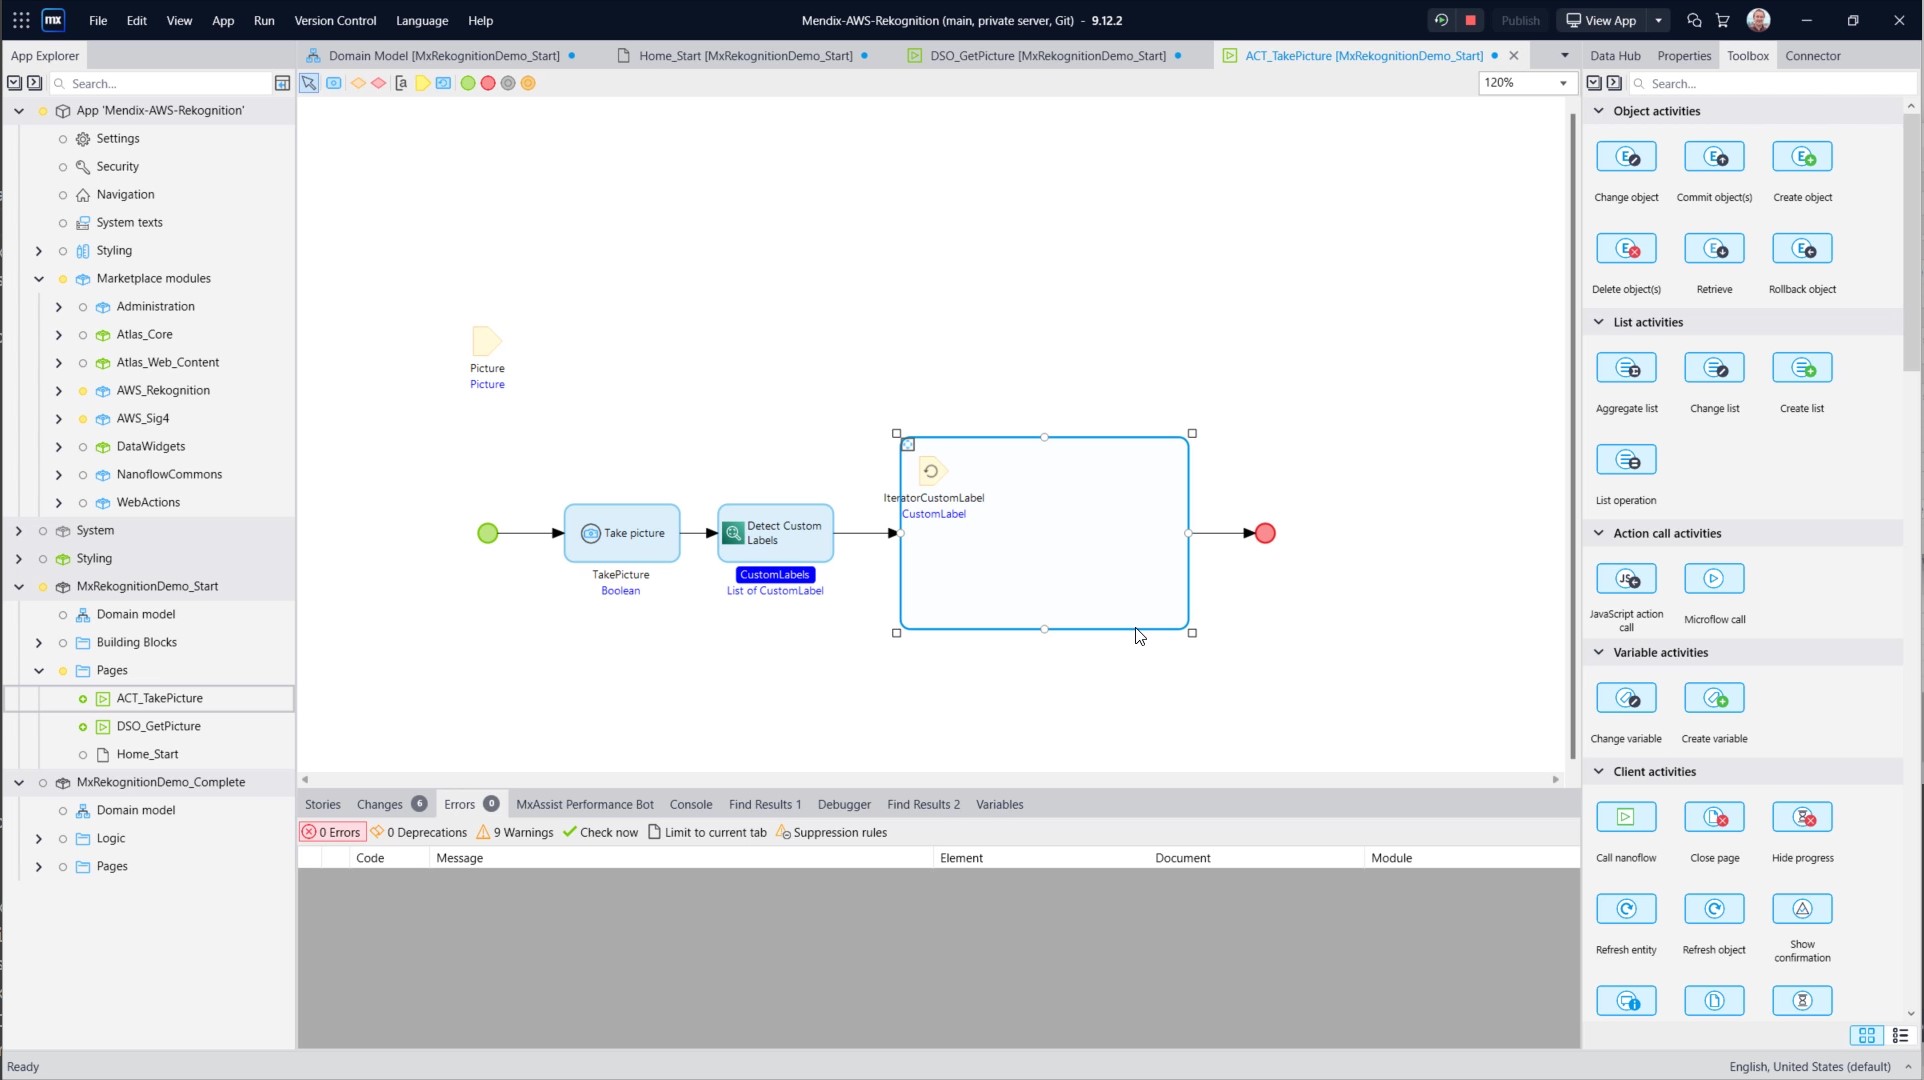 mx File Edit View App Run Version Control Language Help Mendix-AWS-Rekognition (main, private server, Git) - 9.12.2 Publish View App
App Explorer Domain Model [MxRekognitionDemo_Start] Home_Start [MxRekognitionDemo_Start] DSO_GetPicture [MxRekognitionDemo_Start] ACT_TakePicture [MxRekognitionDemo_Start] Data Hub Properties Toolbox Connector
Search... 120% Search...
App 'Mendix-AWS-Rekognition'
Settings
Security
Navigation
System texts
Styling
Marketplace modules
Administration
Atlas_Core
Atlas_Web_Content
AWS_Rekognition
AWS_Sig4
DataWidgets
NanoflowCommons
WebActions
System
Styling
MxRekognitionDemo_Start
Domain model
Building Blocks
Pages
ACT_TakePicture
DSO_GetPicture
Home_Start
MxRekognitionDemo_Complete
Domain model
Logic
Pages
Picture
Picture
Take picture
TakePicture
Boolean
Detect Custom
Labels
CustomLabels
List of CustomLabel
IteratorCustomLabel
CustomLabel
Object activities
Change object Commit object(s) Create object
Delete object(s) Retrieve Rollback object
List activities
Aggregate list Change list Create list
List operation
Action call activities
JavaScript action
call
Microflow call
Variable activities
Change variable Create variable
Client activities
Call nanoflow Close page Hide progress
Refresh entity Refresh object Show
confirmation
Stories Changes 6 Errors 0 MxAssist Performance Bot Console Find Results 1 Debugger Find Results 2 Variables
0 Errors 0 Deprecations 9 Warnings Check now Limit to current tab Suppression rules
Code Message Element Document Module
Ready English, United States (default)